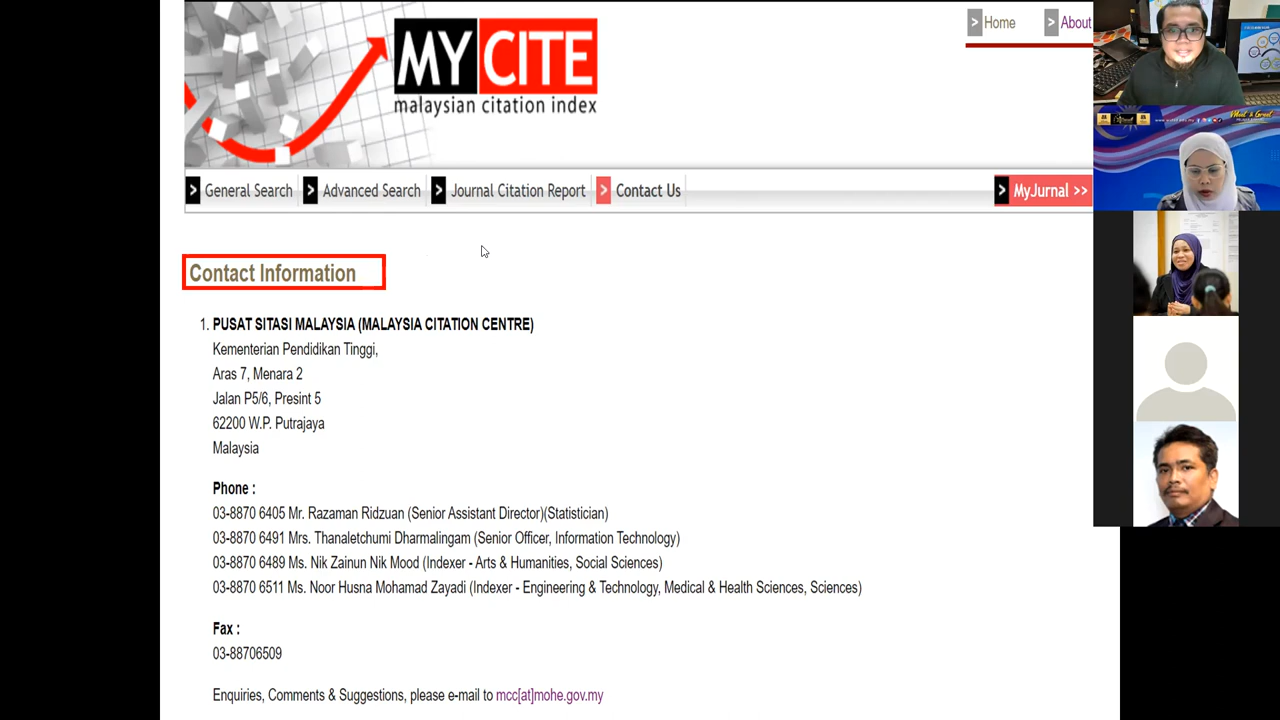 MYCITE
malaysian citation index
> Home > About
> General Search > Advanced Search > Journal Citation Report > Contact Us > MyJurnal >>
Contact Information
1. PUSAT SITASI MALAYSIA (MALAYSIA CITATION CENTRE)
Kementerian Pendidikan Tinggi,
Aras 7, Menara 2
Jalan P5/6, Presint 5
62200 W.P. Putrajaya
Malaysia
Phone :
03-8870 6405 Mr. Razaman Ridzuan (Senior Assistant Director)(Statistician)
03-8870 6491 Mrs. Thanaletchumi Dharmalingam (Senior Officer, Information Technology)
03-8870 6489 Ms. Nik Zainun Nik Mood (Indexer - Arts & Humanities, Social Sciences)
03-8870 6511 Ms. Noor Husna Mohamad Zayadi (Indexer - Engineering & Technology, Medical & Health Sciences, Sciences)
Fax :
03-88706509
Enquiries, Comments & Suggestions, please e-mail to mcc[at]mohe.gov.my